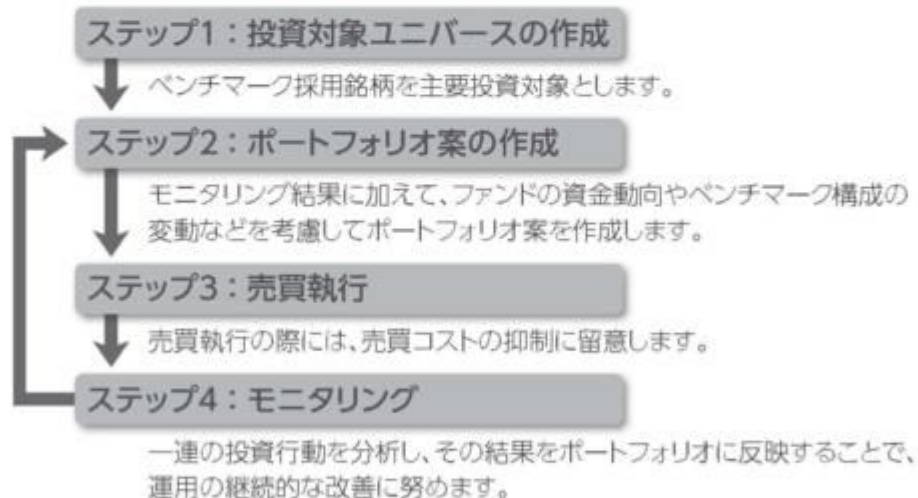 ステップ1：投資対象ユニバースの作成
ベンチマーク採用銘柄を主要投資対象とします。
ステップ2：ポートフォリオ案の作成
モニタリング結果に加えて、ファンドの資金動向やベンチマーク構成の
変動などを考慮してポートフォリオ案を作成します。
ステップ3：売買執行
売買執行の際には、売買コストの抑制に留意します。
ステップ4：モニタリング
一連の投資行動を分析し、その結果をポートフォリオに反映することで、
運用の継続的な改善に努めます。